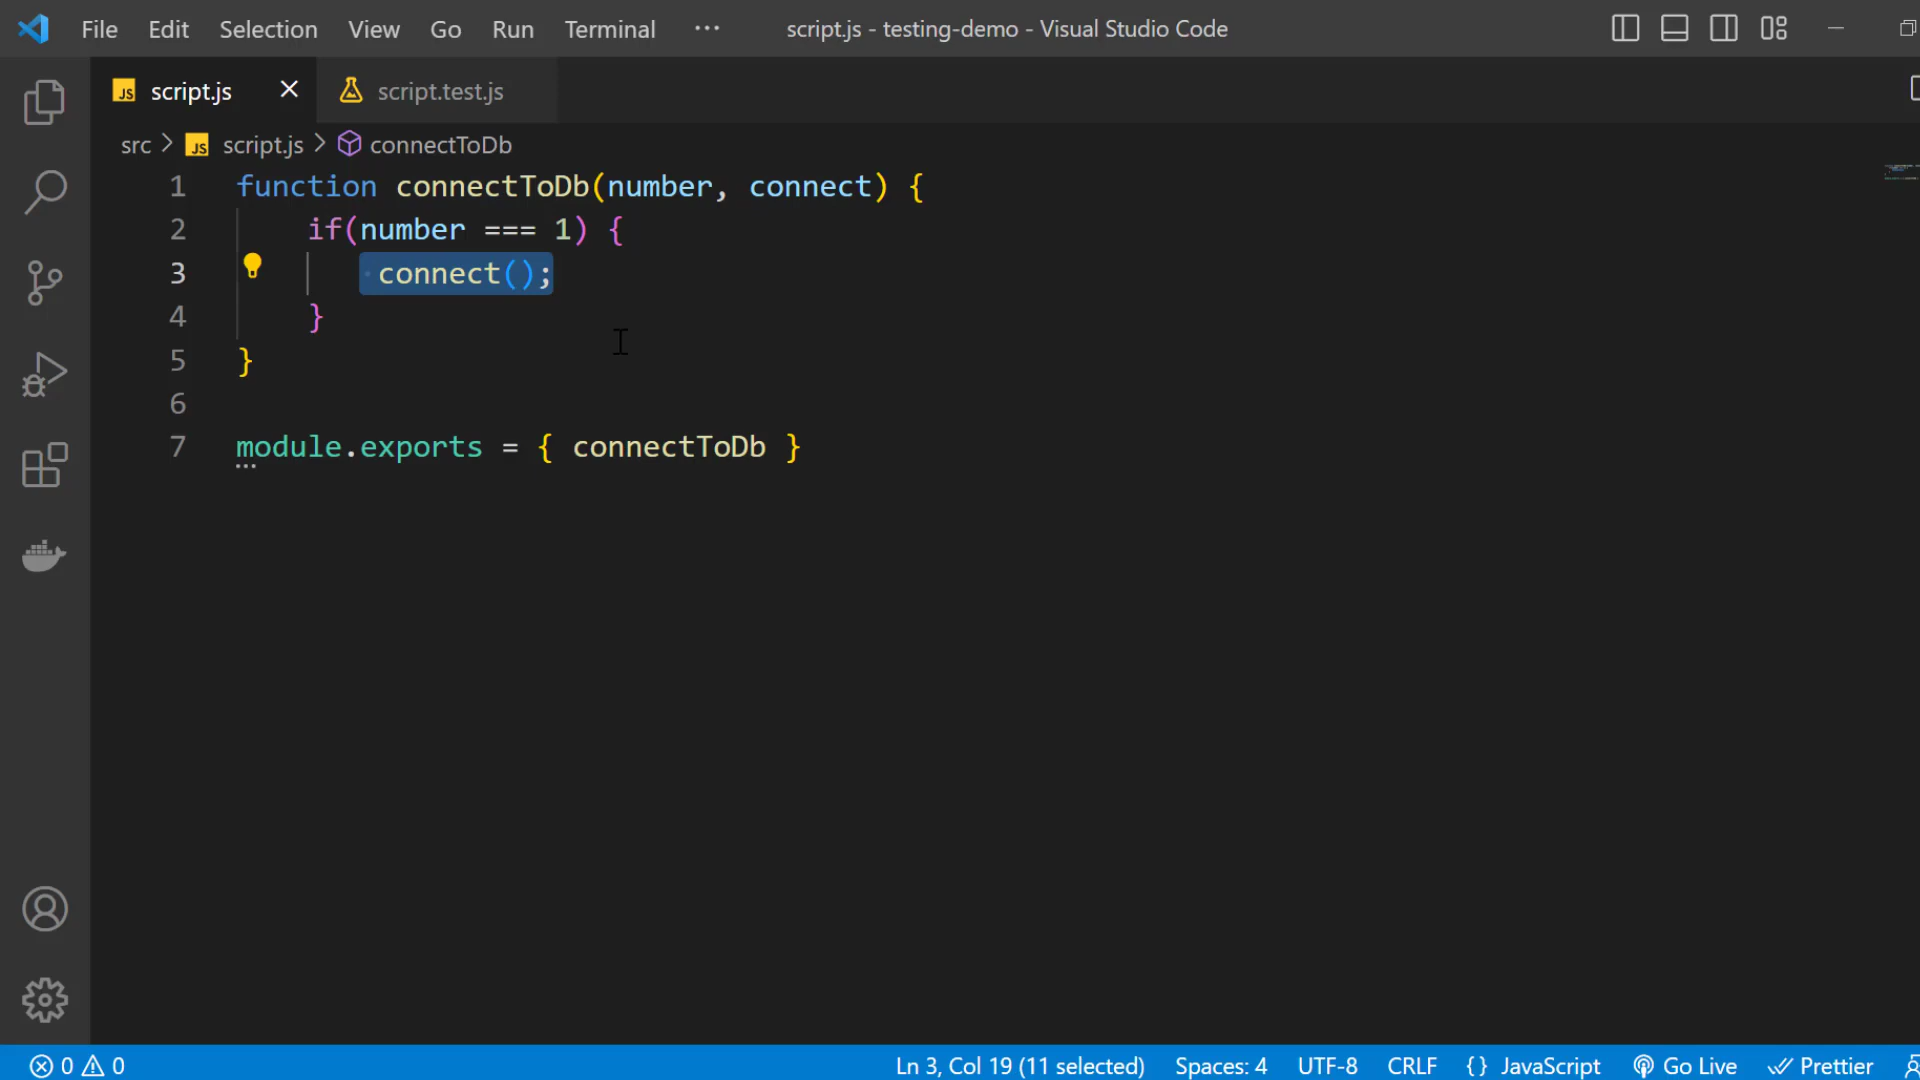 File Edit Selection View Go Run Terminal ··· script.js - testing-demo - Visual Studio Code
JS script.js × script.test.js
src > JS script.js > connectToDb
1 function connectToDb(number, connect) {
2     if(number === 1) {
3         connect();
4     }
5 }
6
7 module.exports = { connectToDb }
0 0 Ln 3, Col 19 (11 selected) Spaces: 4 UTF-8 CRLF {} JavaScript Go Live Prettier